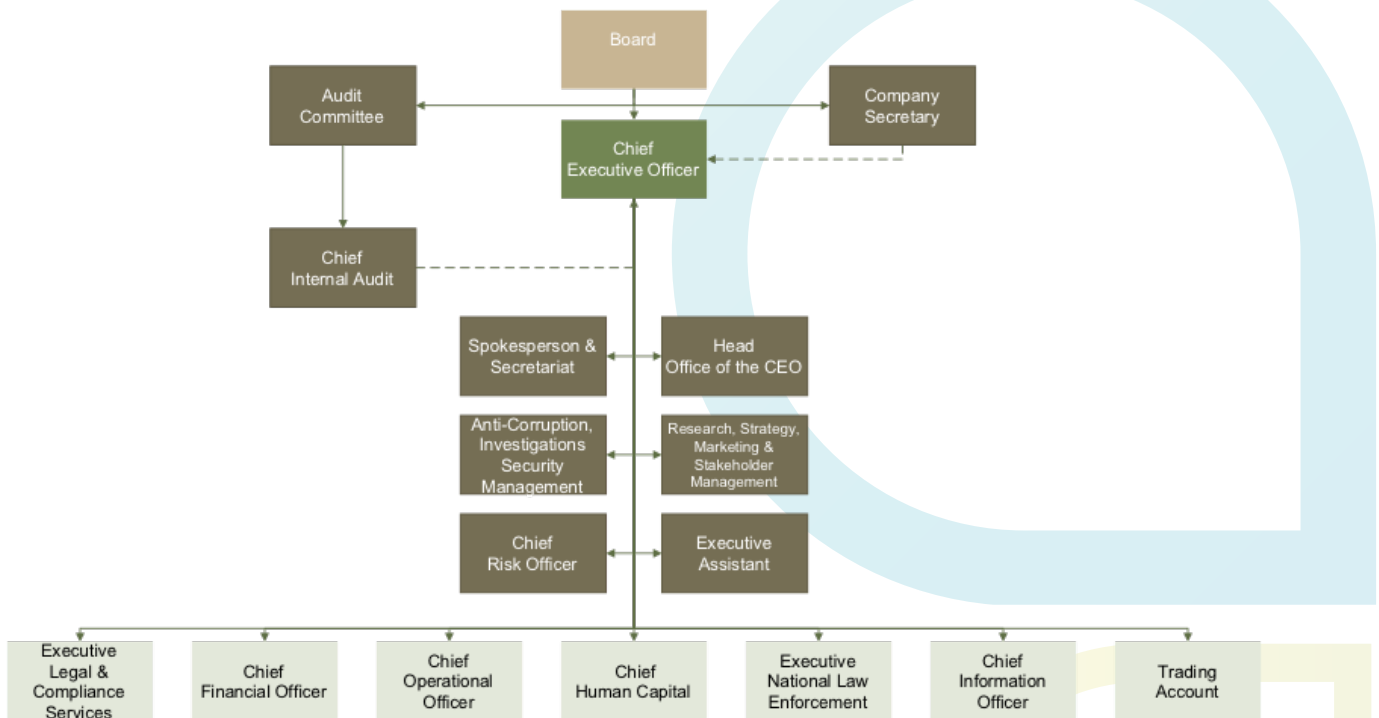 Board
Audit
Committee
Company
Secretary
Chief
Executive Officer
Chief
Internal Audit
Spokesperson &
Secretariat
Head
Office of the CEO
Anti-Corruption,
Investigations
Security
Management
Research, Strategy,
Marketing &
Stakeholder
Management
Chief
Risk Officer
Executive
Assistant
Executive
Legal &
Compliance
Services
Chief
Financial Officer
Chief
Operational
Officer
Chief
Human Capital
Executive
National Law
Enforcement
Chief
Information
Officer
Trading
Account